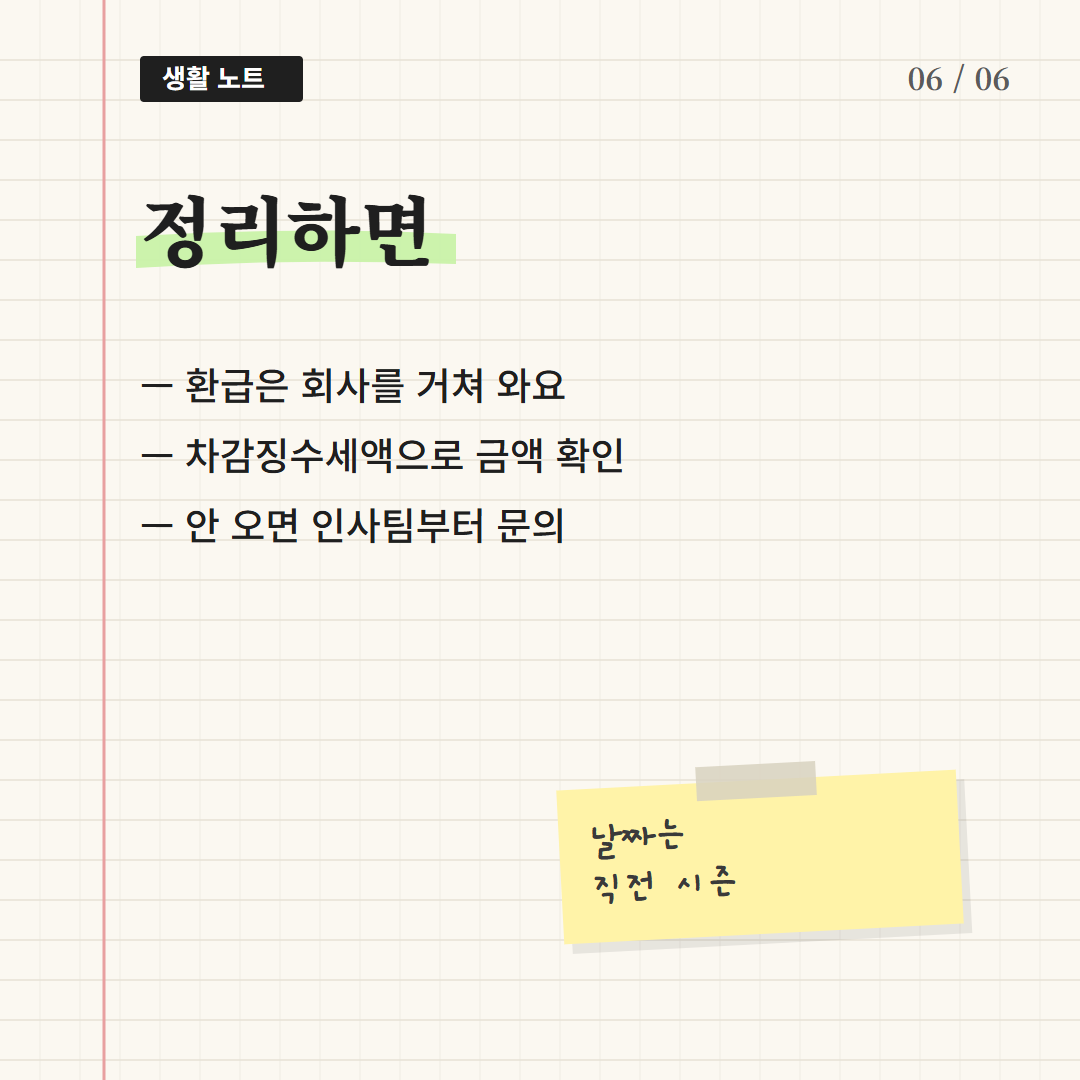 생활 노트
06 / 06
정리하면
— 환급은 회사를 거쳐 와요
— 차감징수세액으로 금액 확인
— 안 오면 인사팀부터 문의
날짜는
직전 시즌